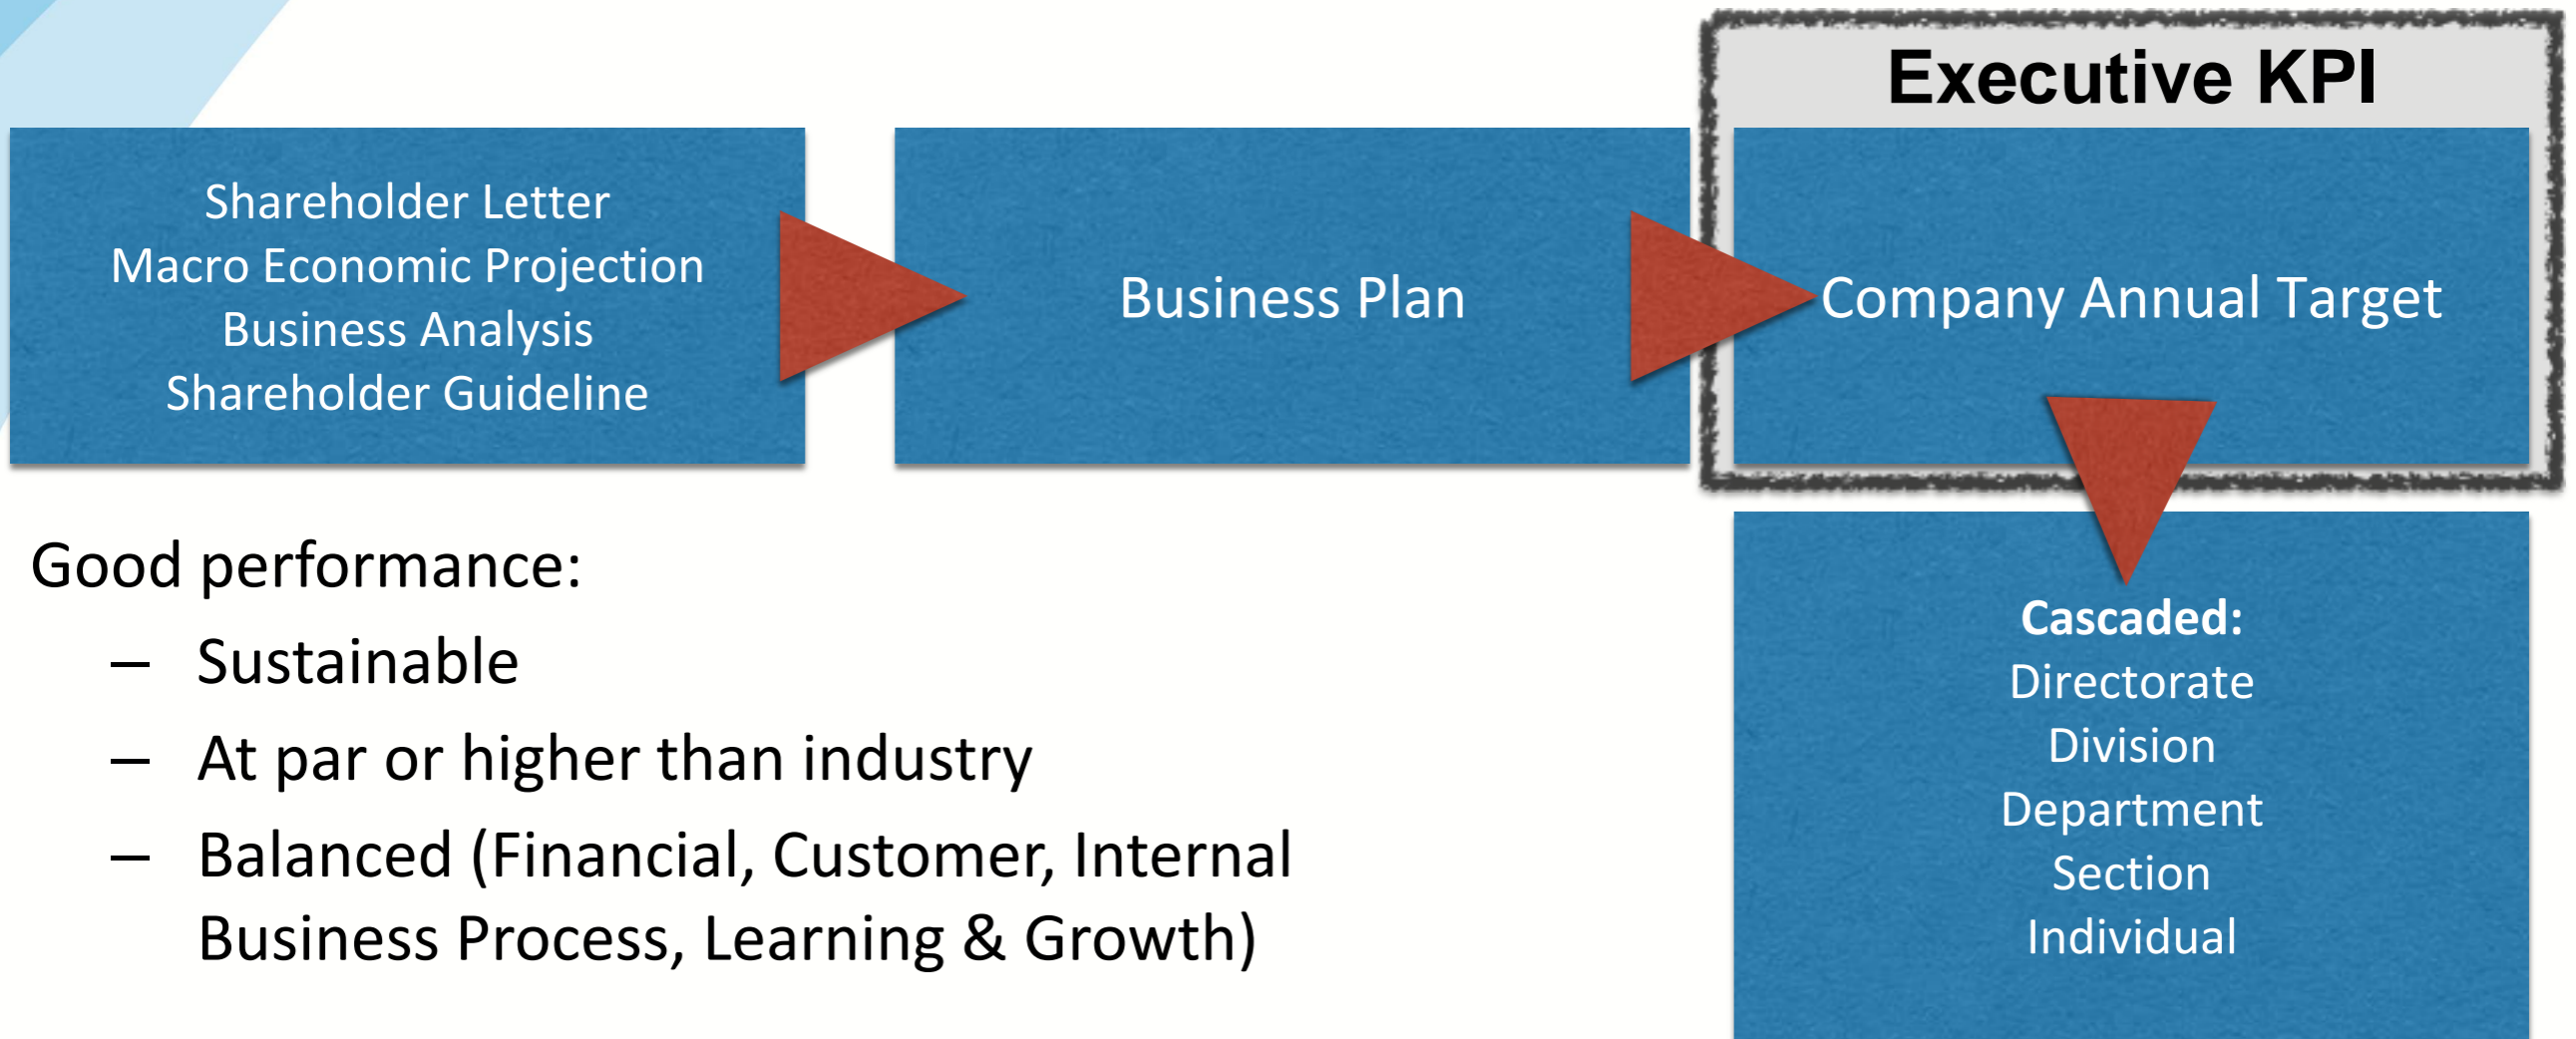 Executive KPI
Shareholder Letter
Macro Economic Projection
Business Analysis
Shareholder Guideline
Business Plan
Company Annual Target
Good performance:
– Sustainable
– At par or higher than industry
– Balanced (Financial, Customer, Internal
Business Process, Learning & Growth)
Cascaded:
Directorate
Division
Department
Section
Individual